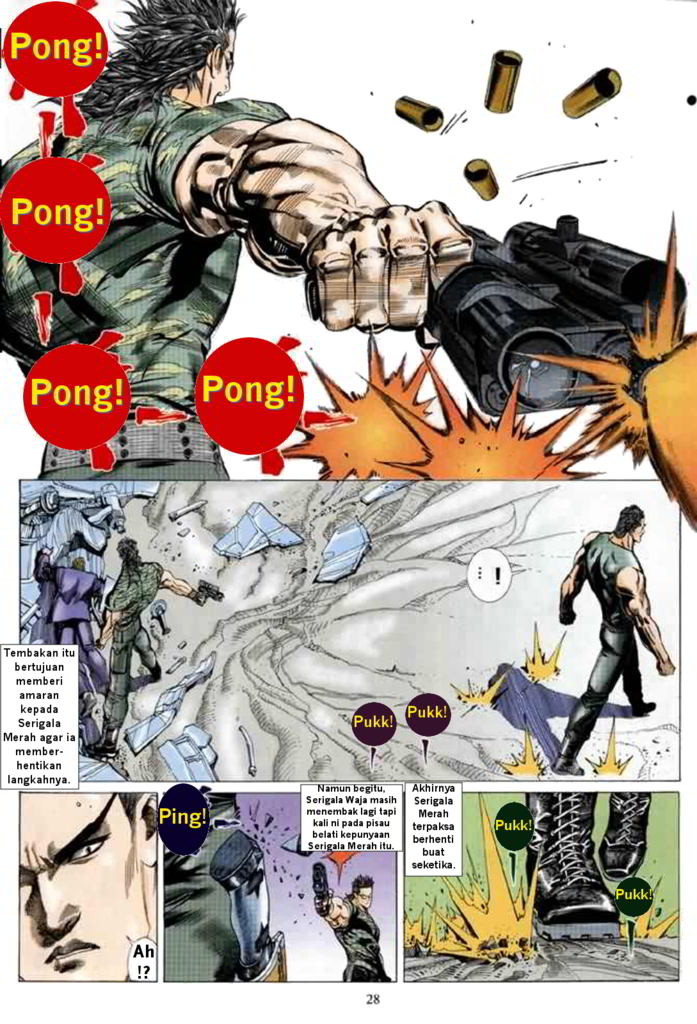 Pong!
Pong!
Pong!
Pong!
: !
Tembakan itu
bertujuan
memberi
amaran
kepada
Serigala
Merah agar ia
member-
hentikan
langkahnya.
Pukk!
Pukk!
Ah
!?
Ping!
Namun begitu,
Serigala Waja masih
menembak lagi tapi
kali ni pada pisau
belati kepunyaan
Serigala Merah itu.
Akhirnya
Serigala
Merah
terpaksa
berhenti
buat
seketika.
Pukk!
Pukk!
28